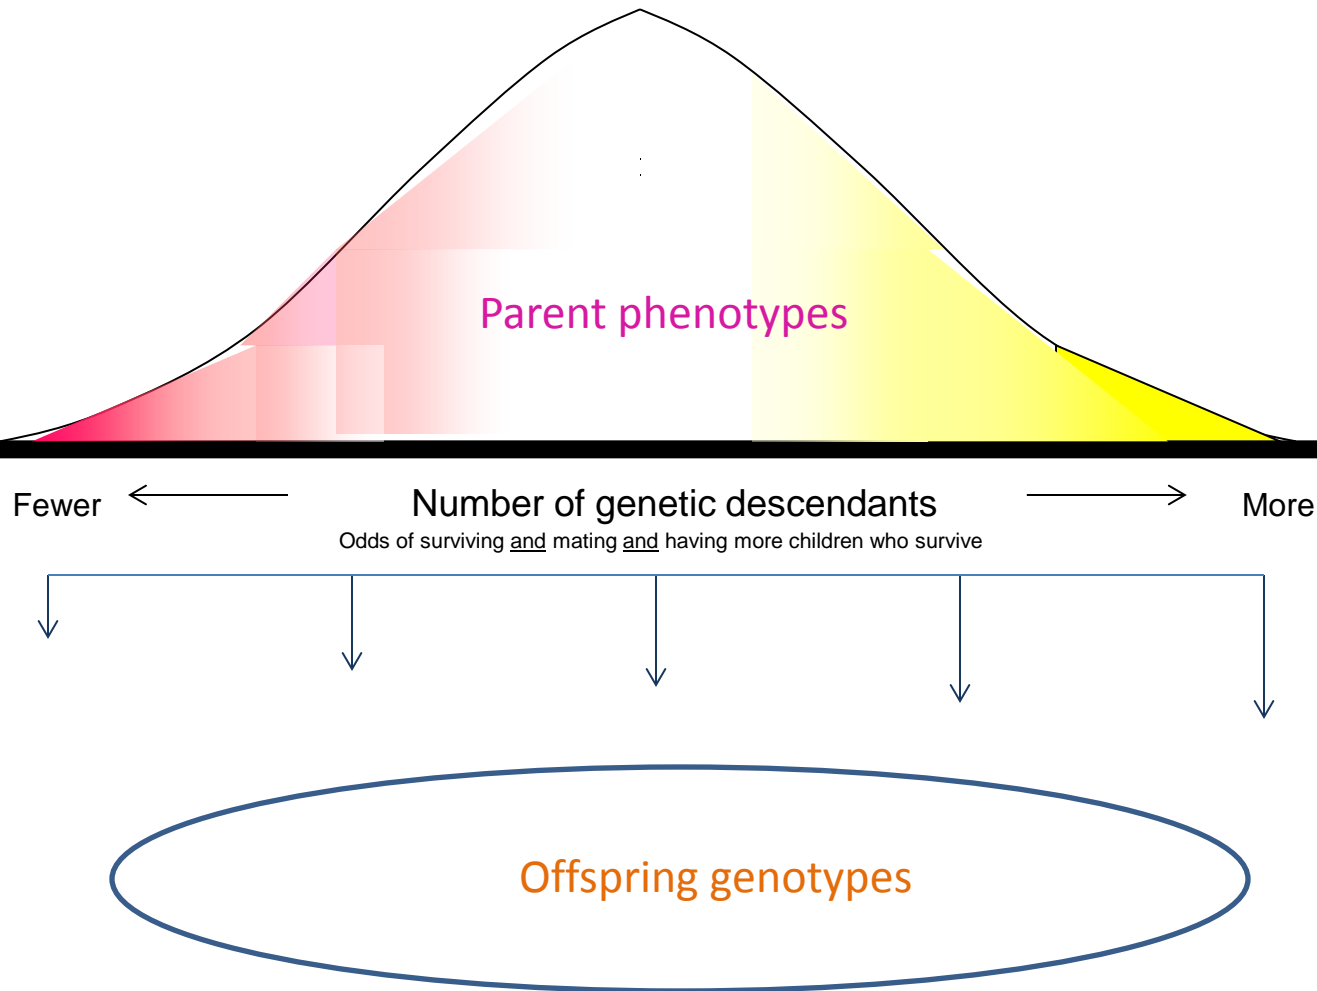 Parent phenotypes
Fewer Number of genetic descendants More
Odds of surviving and mating and having more children who survive
Offspring genotypes